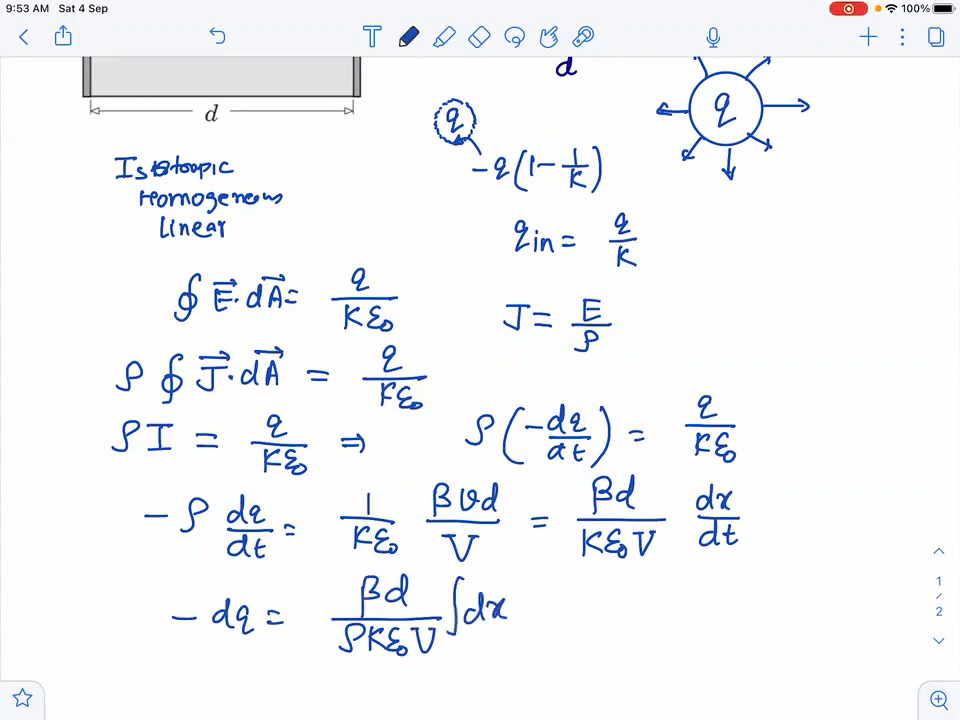 9:53 AM Sat 4 Sep 100%
T
d
d
q
q
-q(1 - 1/K)
Isotropic
Homogeneous
Linear
qin = q/K
∮ E⃗·dA⃗ = q/Kε₀
J = E/ρ
ρ ∮ J⃗·dA⃗ = q/Kε₀
ρI = q/Kε₀ ⇒ ρ(-dq/dt) = q/Kε₀
-ρ dq/dt = 1/Kε₀ βvd/V = βd/Kε₀V dx/dt
-dq = βd/ρKε₀V ∫dx
1
/
2